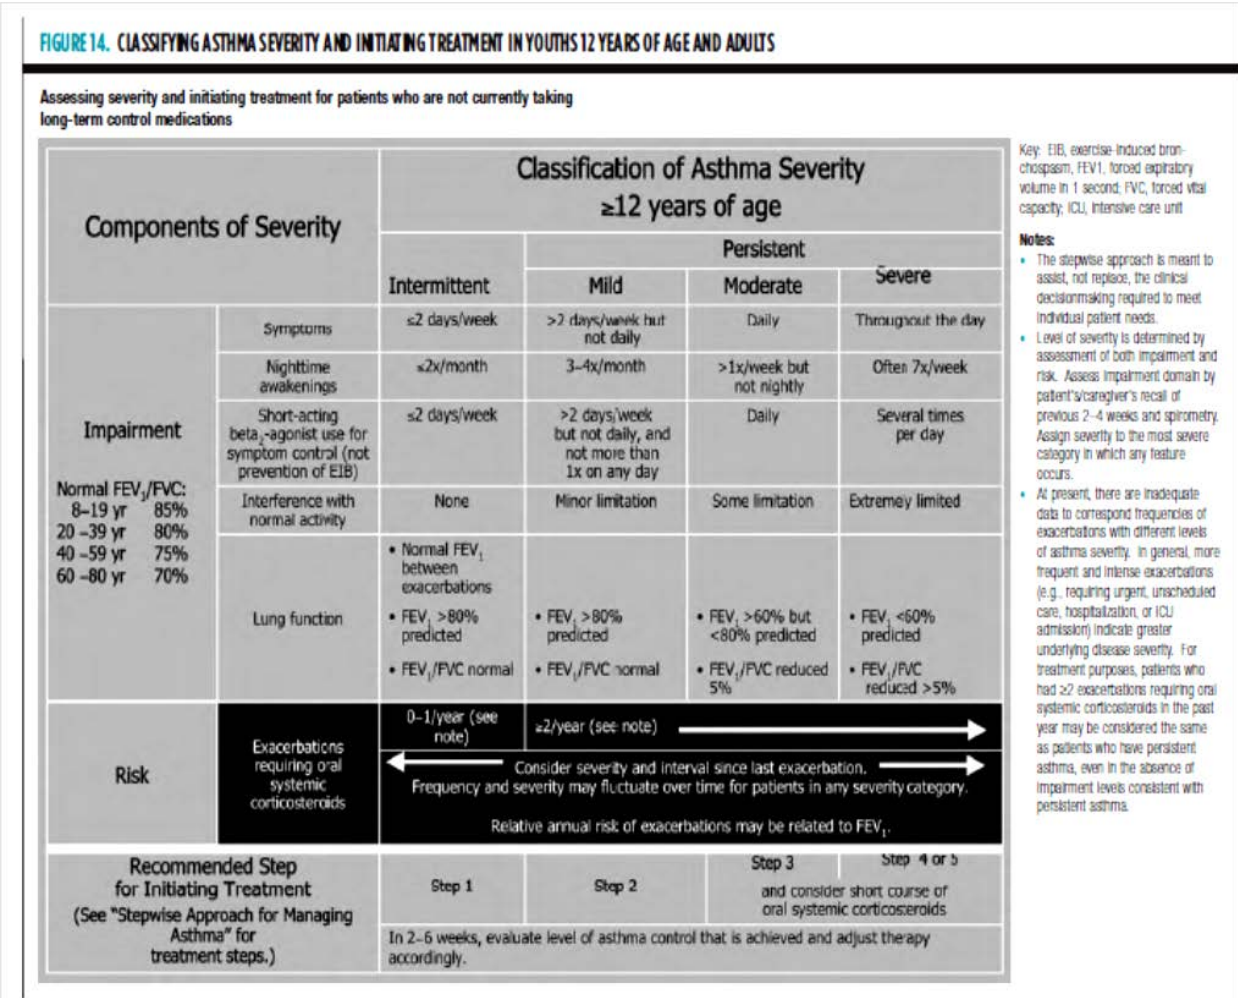 FIGURE 14. CLASSIFYING ASTHMA SEVERITY AND INITIATING TREATMENT IN YOUTHS 12 YEARS OF AGE AND ADULTS
Assessing severity and initiating treatment for patients who are not currently taking
long-term control medications
Components of Severity
Classification of Asthma Severity
≥12 years of age
Intermittent
Persistent
Mild
Moderate
Severe
Impairment
Normal FEV₁/FVC:
8–19 yr 85%
20 –39 yr 80%
40 –59 yr 75%
60 –80 yr 70%
Symptoms
≤2 days/week
>2 days/week but
not daily
Daily
Throughout the day
Nighttime
awakenings
≤2x/month
3–4x/month
>1x/week but
not nightly
Often 7x/week
Short-acting
beta₂-agonist use for
symptom control (not
prevention of EIB)
≤2 days/week
>2 days/week
but not daily, and
not more than
1x on any day
Daily
Several times
per day
Interference with
normal activity
None
Minor limitation
Some limitation
Extremely limited
Lung function
• Normal FEV₁
between
exacerbations
• FEV₁ >80%
predicted
• FEV₁/FVC normal
• FEV₁ >80%
predicted
• FEV₁/FVC normal
• FEV₁ >60% but
<80% predicted
• FEV₁/FVC reduced
5%
• FEV₁ <60%
predicted
• FEV₁/FVC
reduced >5%
Risk
Exacerbations
requiring oral
systemic
corticosteroids
0–1/year (see
note)
≥2/year (see note)
Consider severity and interval since last exacerbation.
Frequency and severity may fluctuate over time for patients in any severity category.
Relative annual risk of exacerbations may be related to FEV₁.
Recommended Step
for Initiating Treatment
(See "Stepwise Approach for Managing
Asthma" for
treatment steps.)
Step 1
Step 2
Step 3
Step 4 or 5
and consider short course of
oral systemic corticosteroids
In 2–6 weeks, evaluate level of asthma control that is achieved and adjust therapy
accordingly.
Key: EIB, exercise-induced bron-
chospasm, FEV1, forced expiratory
volume in 1 second; FVC, forced vital
capacity; ICU, intensive care unit
Notes:
• The stepwise approach is meant to
assist, not replace, the clinical
decisionmaking required to meet
individual patient needs.
• Level of severity is determined by
assessment of both impairment and
risk. Assess impairment domain by
patient's/caregiver's recall of
previous 2–4 weeks and spirometry.
Assign severity to the most severe
category in which any feature
occurs.
• At present, there are inadequate
data to correspond frequencies of
exacerbations with different levels
of asthma severity. In general, more
frequent and intense exacerbations
(e.g., requiring urgent, unscheduled
care, hospitalization, or ICU
admission) indicate greater
underlying disease severity. For
treatment purposes, patients who
had ≥2 exacerbations requiring oral
systemic corticosteroids in the past
year may be considered the same
as patients who have persistent
asthma, even in the absence of
impairment levels consistent with
persistent asthma.